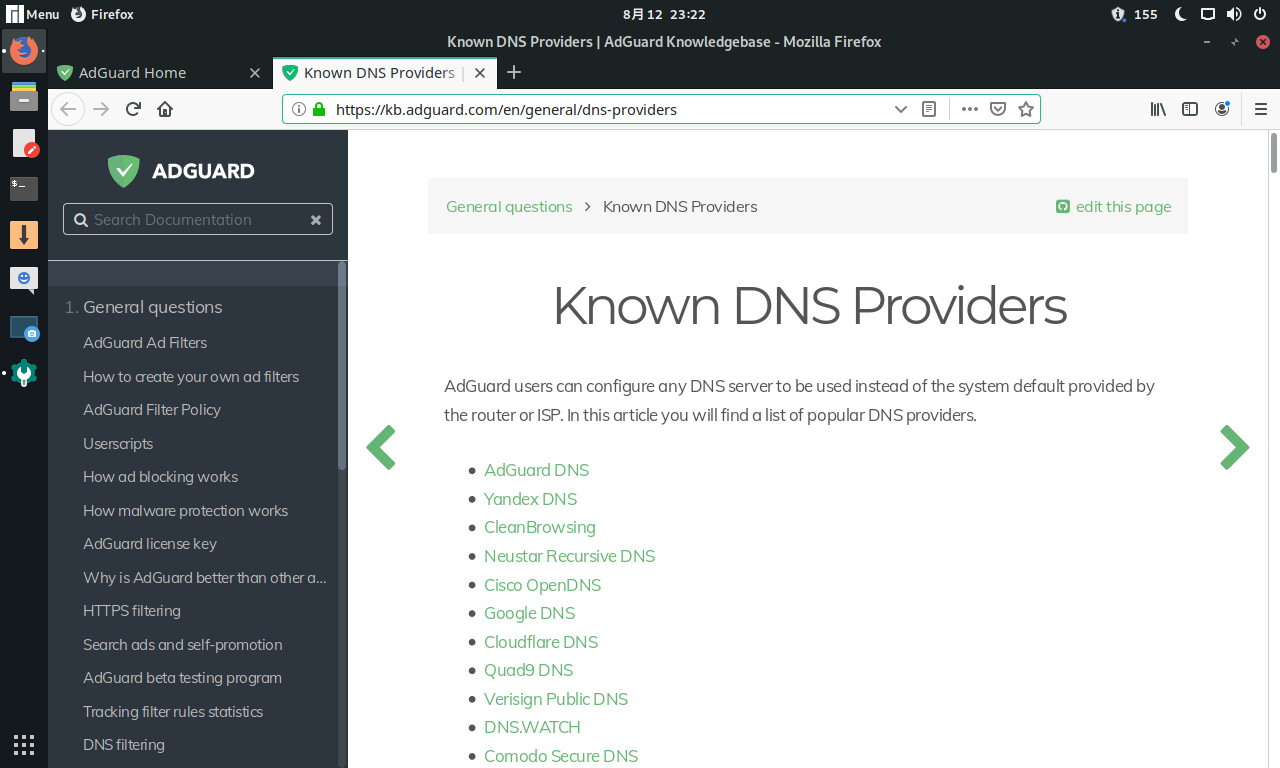 Menu Firefox 8月12 23:22 155
Known DNS Providers | AdGuard Knowledgebase - Mozilla Firefox
AdGuard Home Known DNS Providers |
https://kb.adguard.com/en/general/dns-providers
ADGUARD
Search Documentation
1. General questions
AdGuard Ad Filters
How to create your own ad filters
AdGuard Filter Policy
Userscripts
How ad blocking works
How malware protection works
AdGuard license key
Why is AdGuard better than other a...
HTTPS filtering
Search ads and self-promotion
AdGuard beta testing program
Tracking filter rules statistics
DNS filtering
General questions > Known DNS Providers edit this page
Known DNS Providers
AdGuard users can configure any DNS server to be used instead of the system default provided by
the router or ISP. In this article you will find a list of popular DNS providers.
• AdGuard DNS
• Yandex DNS
• CleanBrowsing
• Neustar Recursive DNS
• Cisco OpenDNS
• Google DNS
• Cloudflare DNS
• Quad9 DNS
• Verisign Public DNS
• DNS.WATCH
• Comodo Secure DNS